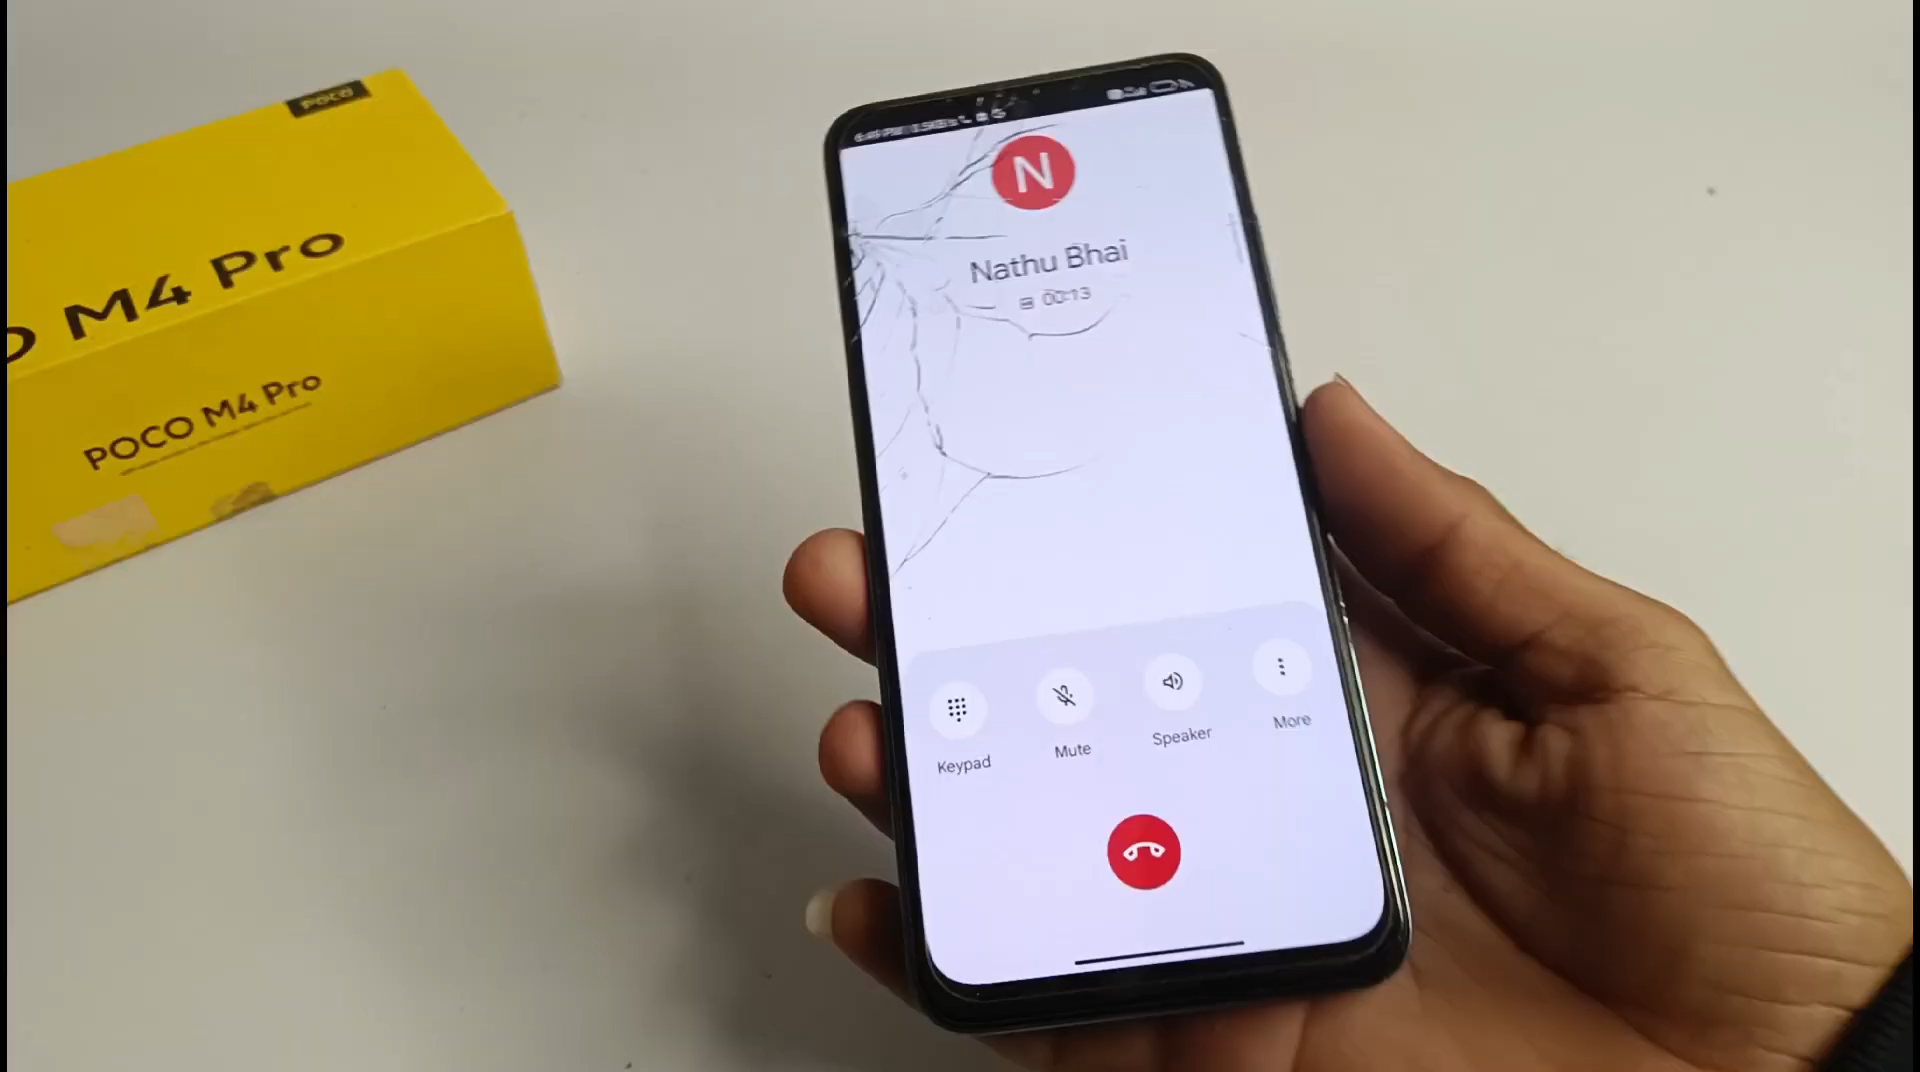 POCO
O M4 Pro
POCO M4 Pro
N
Nathu Bhai
00:13
Keypad
Mute
Speaker
More